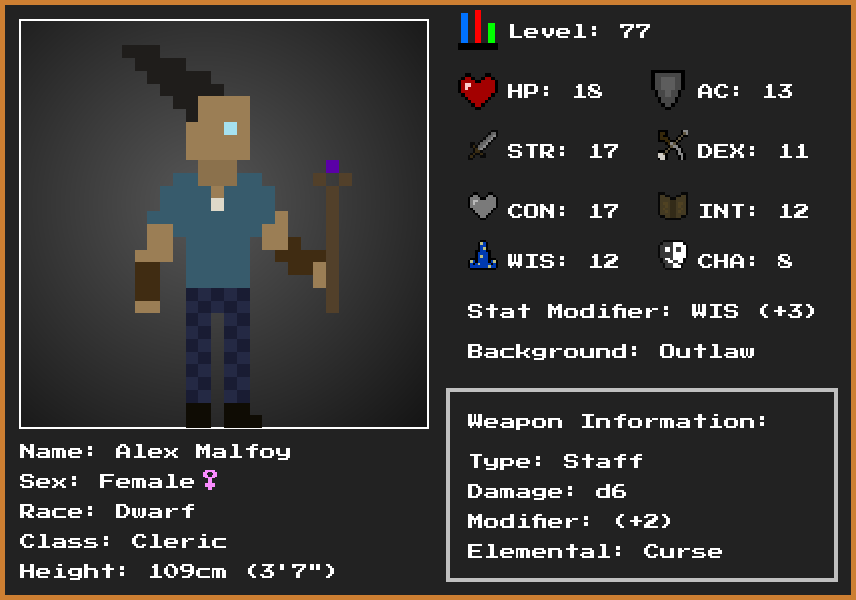 Level: 77
HP: 18
AC: 13
STR: 17
DEX: 11
CON: 17
INT: 12
WIS: 12
CHA: 8
Stat Modifier: WIS (+3)
Background: Outlaw
Name: Alex Malfoy
Sex: Female♀
Race: Dwarf
Class: Cleric
Height: 109cm (3'7")
Weapon Information:
Type: Staff
Damage: d6
Modifier: (+2)
Elemental: Curse